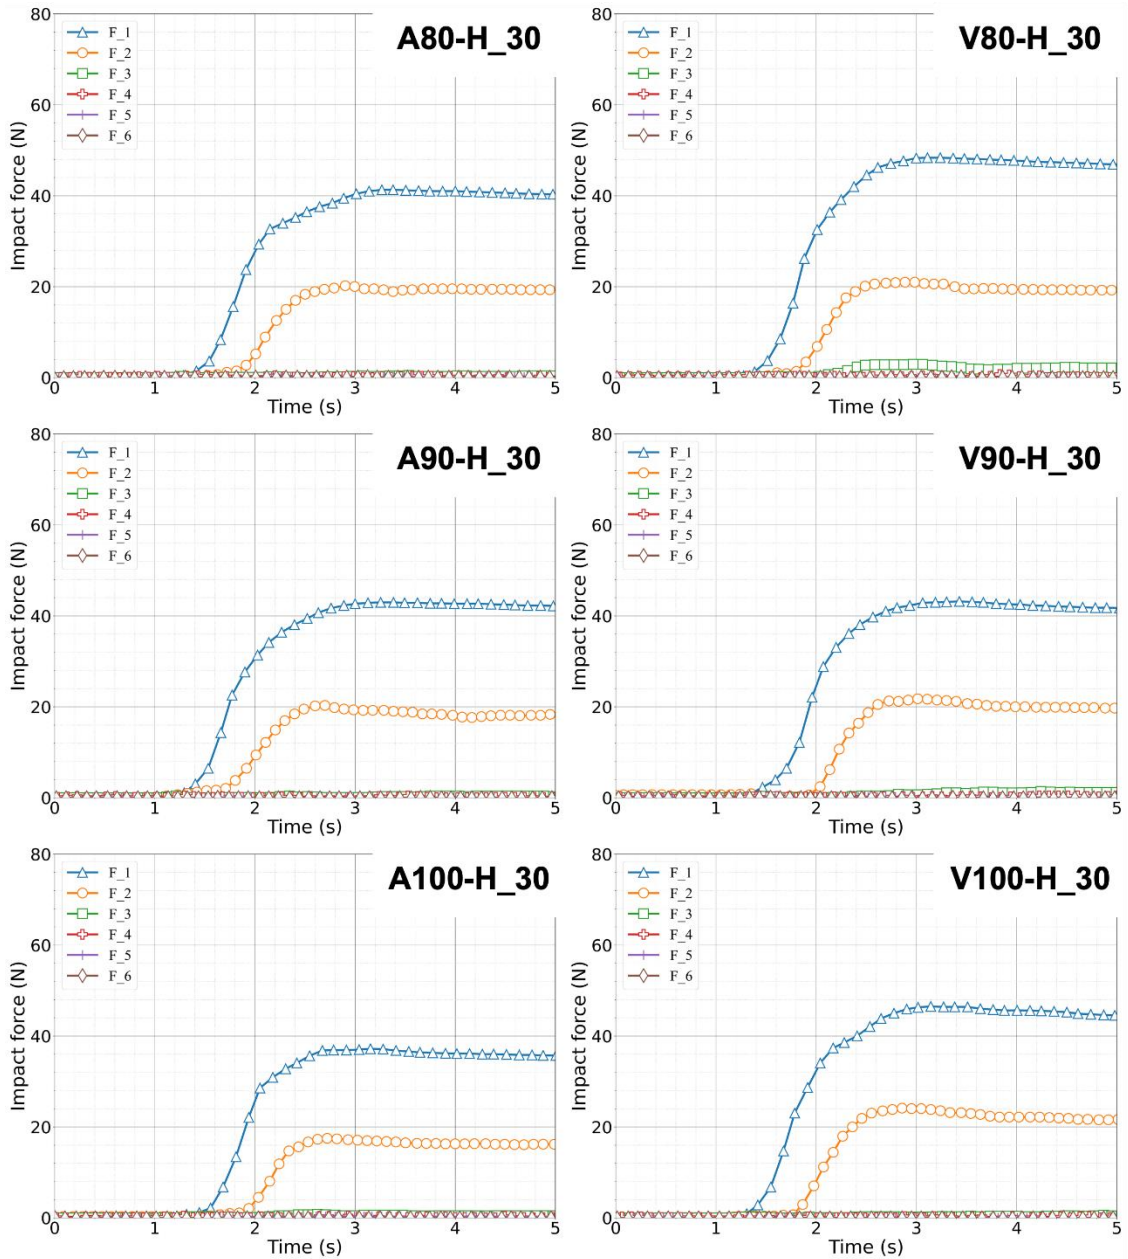 A80-H_30
80
60
40
20
0
Impact force (N)
F_1
F_2
F_3
F_4
F_5
F_6
0 1 2 3 4 5
Time (s)
V80-H_30
80
60
40
20
0
Impact force (N)
F_1
F_2
F_3
F_4
F_5
F_6
0 1 2 3 4 5
Time (s)
A90-H_30
80
60
40
20
0
Impact force (N)
F_1
F_2
F_3
F_4
F_5
F_6
0 1 2 3 4 5
Time (s)
V90-H_30
80
60
40
20
0
Impact force (N)
F_1
F_2
F_3
F_4
F_5
F_6
0 1 2 3 4 5
Time (s)
A100-H_30
80
60
40
20
0
Impact force (N)
F_1
F_2
F_3
F_4
F_5
F_6
0 1 2 3 4 5
Time (s)
V100-H_30
80
60
40
20
0
Impact force (N)
F_1
F_2
F_3
F_4
F_5
F_6
0 1 2 3 4 5
Time (s)